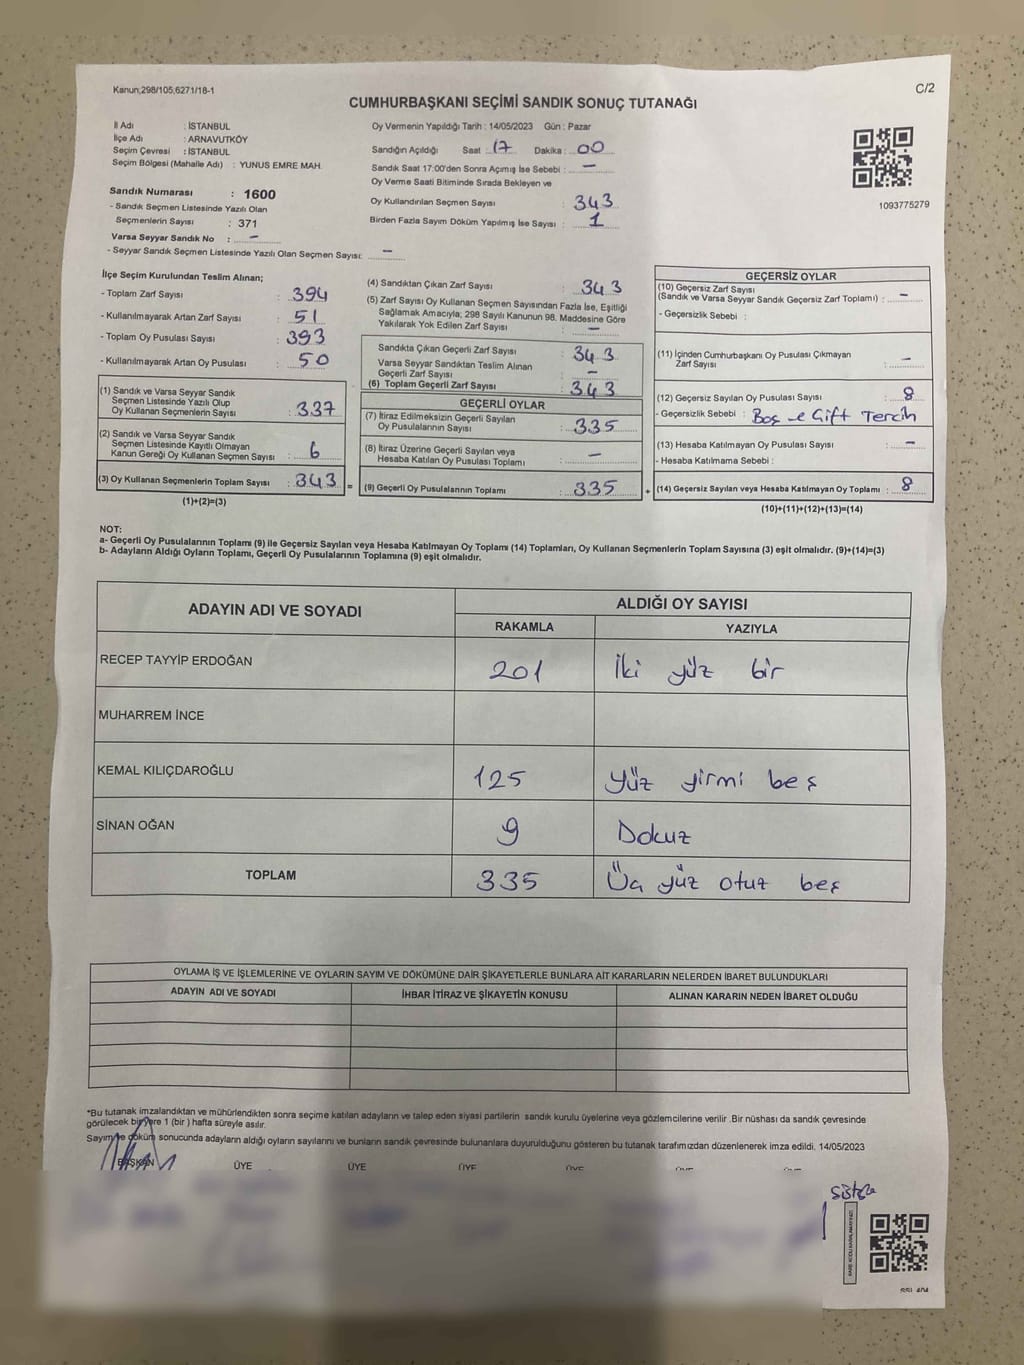 Kanun;298/105;6271/18-1
C/2
CUMHURBAŞKANI SEÇİMİ SANDIK SONUÇ TUTANAĞI
İl Adı : İSTANBUL
İlçe Adı : ARNAVUTKÖY
Seçim Çevresi : İSTANBUL
Seçim Bölgesi (Mahalle Adı) : YUNUS EMRE MAH.
Sandık Numarası : 1600
- Sandık Seçmen Listesinde Yazılı Olan
Seçmenlerin Sayısı : 371
Varsa Seyyar Sandık No : –
- Seyyar Sandık Seçmen Listesinde Yazılı Olan Seçmen Sayısı: –
Oy Vermenin Yapıldığı Tarih : 14/05/2023 Gün : Pazar
Sandığın Açıldığı Saat : 17 Dakika : 00
Sandık Saat 17:00'den Sonra Açımış İse Sebebi : –
Oy Verme Saati Bitiminde Sırada Bekleyen ve
Oy Kullandırılan Seçmen Sayısı : 343
Birden Fazla Sayım Döküm Yapılmış İse Sayısı : 1
1093775279
İlçe Seçim Kurulundan Teslim Alınan;
- Toplam Zarf Sayısı : 394
- Kullanılmayarak Artan Zarf Sayısı : 51
- Toplam Oy Pusulası Sayısı : 393
- Kullanılmayarak Artan Oy Pusulası : 50
(1) Sandık ve Varsa Seyyar Sandık
Seçmen Listesinde Yazılı Olup
Oy Kullanan Seçmenlerin Sayısı : 337
(2) Sandık ve Varsa Seyyar Sandık
Seçmen Listesinde Kayıtlı Olmayan
Kanun Gereği Oy Kullanan Seçmen Sayısı : 6
(3) Oy Kullanan Seçmenlerin Toplam Sayısı : 343 =
(1)+(2)=(3)
(4) Sandıktan Çıkan Zarf Sayısı : 343
(5) Zarf Sayısı Oy Kullanan Seçmen Sayısından Fazla İse, Eşitliği
Sağlamak Amacıyla; 298 Sayılı Kanunun 98. Maddesine Göre
Yakılarak Yok Edilen Zarf Sayısı : –
Sandıkta Çıkan Geçerli Zarf Sayısı : 343
Varsa Seyyar Sandıktan Teslim Alınan
Geçerli Zarf Sayısı : –
(6) Toplam Geçerli Zarf Sayısı : 343
GEÇERLİ OYLAR
(7) İtiraz Edilmeksizin Geçerli Sayılan
Oy Pusulalarının Sayısı : 335
(8) İtiraz Üzerine Geçerli Sayılan veya
Hesaba Katılan Oy Pusulası Toplamı : –
(9) Geçerli Oy Pusulalarının Toplamı : 335 +
GEÇERSİZ OYLAR
(10) Geçersiz Zarf Sayısı
(Sandık ve Varsa Seyyar Sandık Geçersiz Zarf Toplamı) : –
- Geçersizlik Sebebi :
(11) İçinden Cumhurbaşkanı Oy Pusulası Çıkmayan
Zarf Sayısı : –
(12) Geçersiz Sayılan Oy Pusulası Sayısı : 8
- Geçersizlik Sebebi : Boş ve Çift Tercih
(13) Hesaba Katılmayan Oy Pusulası Sayısı : –
- Hesaba Katılmama Sebebi :
(14) Geçersiz Sayılan veya Hesaba Katılmayan Oy Toplamı : 8
(10)+(11)+(12)+(13)=(14)
NOT:
a- Geçerli Oy Pusulalarının Toplamı (9) ile Geçersiz Sayılan veya Hesaba Katılmayan Oy Toplamı (14) Toplamları, Oy Kullanan Seçmenlerin Toplam Sayısına (3) eşit olmalıdır. (9)+(14)=(3)
b- Adayların Aldığı Oyların Toplamı, Geçerli Oy Pusulalarının Toplamına (9) eşit olmalıdır.
ADAYIN ADI VE SOYADI
ALDIĞI OY SAYISI
RAKAMLA YAZIYLA
RECEP TAYYİP ERDOĞAN 201 İki yüz bir
MUHARREM İNCE
KEMAL KILIÇDAROĞLU 125 Yüz yirmi beş
SİNAN OĞAN 9 Dokuz
TOPLAM 335 Üç yüz otuz beş
OYLAMA İŞ VE İŞLEMLERİNE VE OYLARIN SAYIM VE DÖKÜMÜNE DAİR ŞİKAYETLERLE BUNLARA AİT KARARLARIN NELERDEN İBARET BULUNDUKLARI
ADAYIN ADI VE SOYADI İHBAR İTİRAZ VE ŞİKAYETİN KONUSU ALINAN KARARIN NEDEN İBARET OLDUĞU
*Bu tutanak imzalandıktan ve mühürlendikten sonra seçime katılan adayların ve talep eden siyasi partilerin sandık kurulu üyelerine veya gözlemcilerine verilir. Bir nüshası da sandık çevresinde
görülecek bir yere 1 (bir) hafta süreyle asılır.
Sayım ve döküm sonucunda adayların aldığı oyların sayılarını ve bunların sandık çevresinde bulunanlara duyurulduğunu gösteren bu tutanak tarafımızdan düzenlenerek imza edildi. 14/05/2023
BAŞKAN ÜYE ÜYE ÜYE ÜYE ÜYE ÜYE